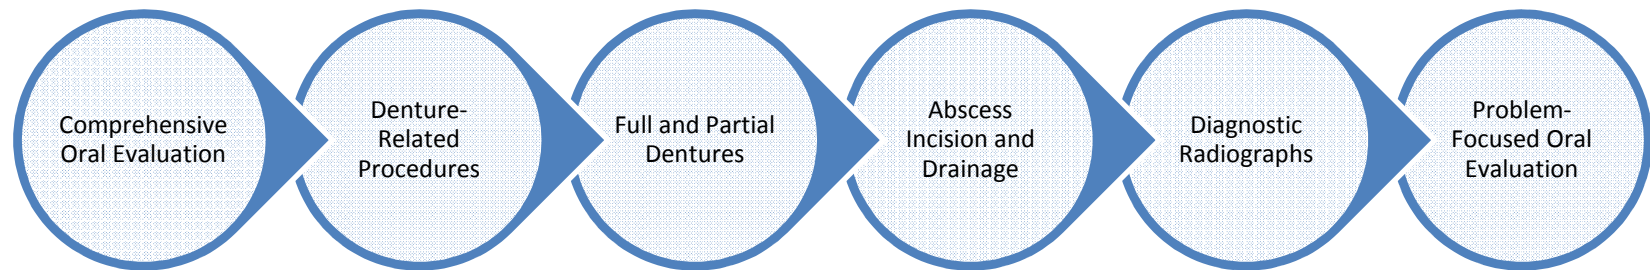 Comprehensive
Oral Evaluation
Denture-
Related
Procedures
Full and Partial
Dentures
Abscess
Incision and
Drainage
Diagnostic
Radiographs
Problem-
Focused Oral
Evaluation